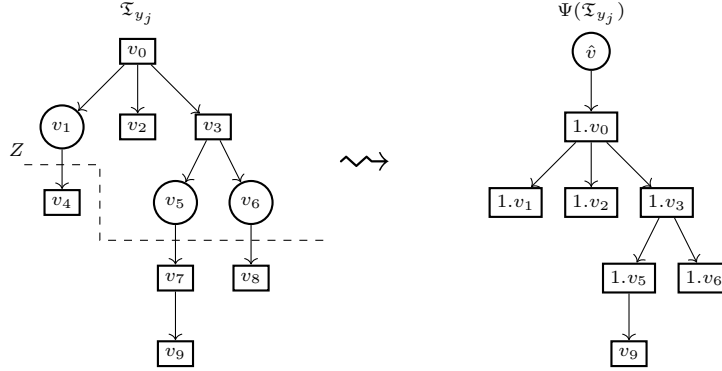 𝔗_{y_j}
Ψ(𝔗_{y_j})
v_0
v̂
v_1
v_2
v_3
1.v_0
Z
v_4
v_5
v_6
1.v_1
1.v_2
1.v_3
v_7
v_8
1.v_5
1.v_6
v_9
v_9